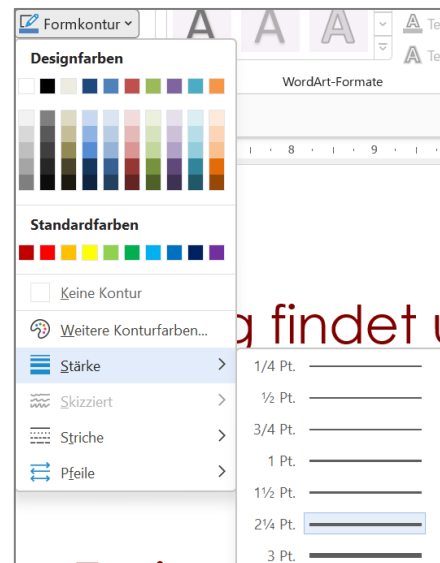 Formkontur
Designfarben
WordArt-Formate
8 9
Standardfarben
Keine Kontur
Weitere Konturfarben...
findet
Stärke
1/4 Pt.
Skizziert
½ Pt.
Striche
3/4 Pt.
1 Pt.
Pfeile
1½ Pt.
2¼ Pt.
3 Pt.